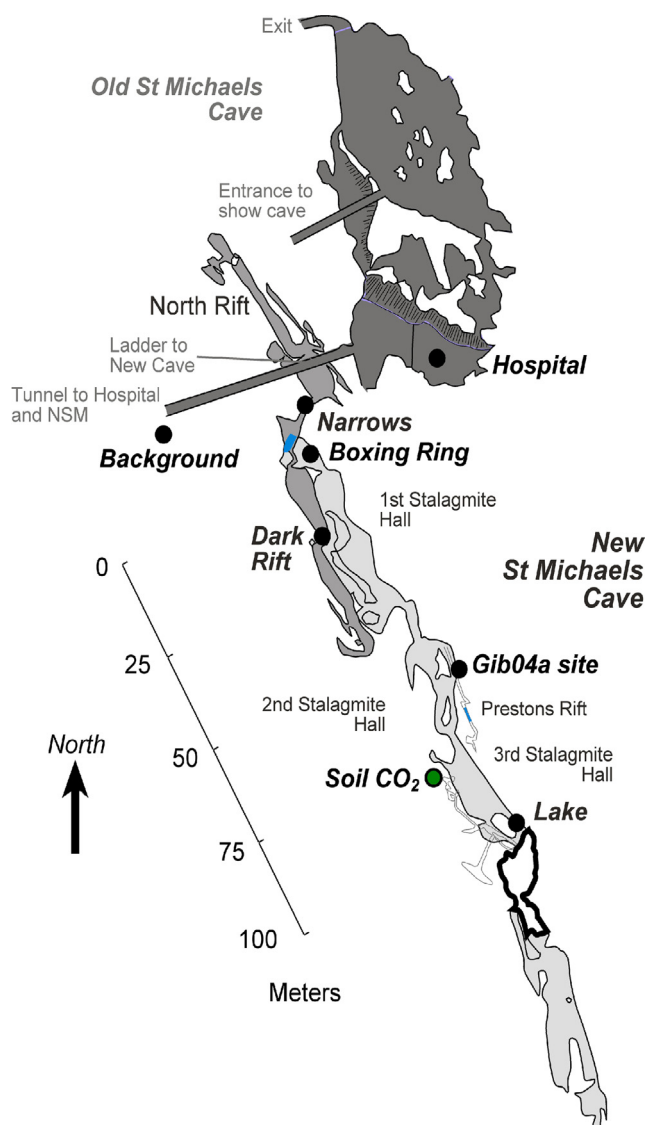 Exit
Old St Michaels
Cave
Entrance to
show cave
North Rift
Ladder to
New Cave
Hospital
Tunnel to Hospital
and NSM
Narrows
Background
Boxing Ring
1st Stalagmite
Hall
Dark
Rift
New
St Michaels
Cave
0
25
Gib04a site
2nd Stalagmite
Hall
Prestons Rift
North
50
3rd Stalagmite
Hall
Soil CO₂
Lake
75
100
Meters